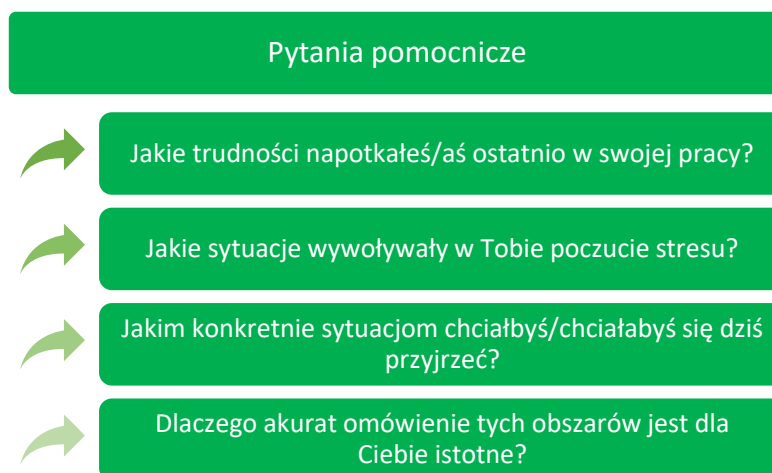 Pytania pomocnicze
Jakie trudności napotkałeś/aś ostatnio w swojej pracy?
Jakie sytuacje wywoływały w Tobie poczucie stresu?
Jakim konkretnie sytuacjom chciałbyś/chciałabyś się dziś
przyjrzeć?
Dlaczego akurat omówienie tych obszarów jest dla
Ciebie istotne?